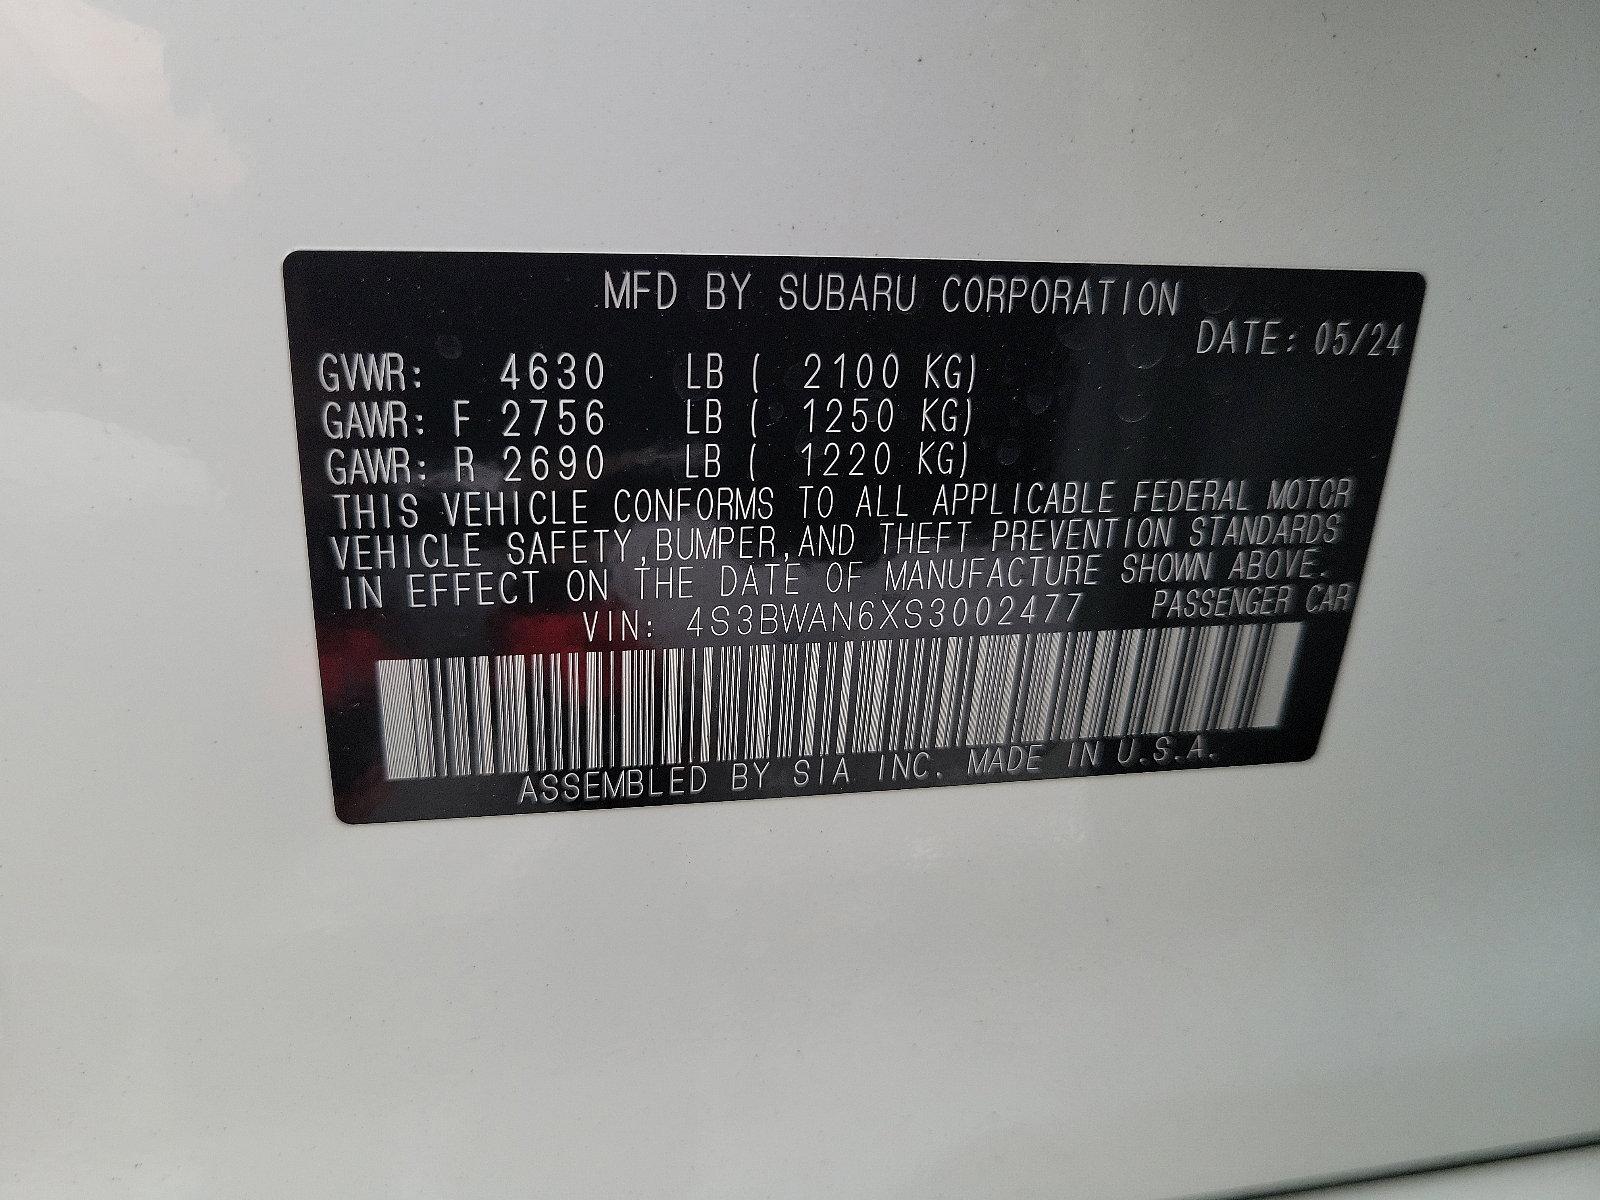 MFD BY SUBARU CORPORATION
DATE: 05/24
GVWR: 4630 LB ( 2100 KG)
GAWR: F 2756 LB ( 1250 KG)
GAWR: R 2690 LB ( 1220 KG)
THIS VEHICLE CONFORMS TO ALL APPLICABLE FEDERAL MOTOR
VEHICLE SAFETY,BUMPER,AND THEFT PREVENTION STANDARDS
IN EFFECT ON THE DATE OF MANUFACTURE SHOWN ABOVE.
VIN: 4S3BWAN6XS3002477 PASSENGER CAR
ASSEMBLED BY SIA INC. MADE IN U.S.A.